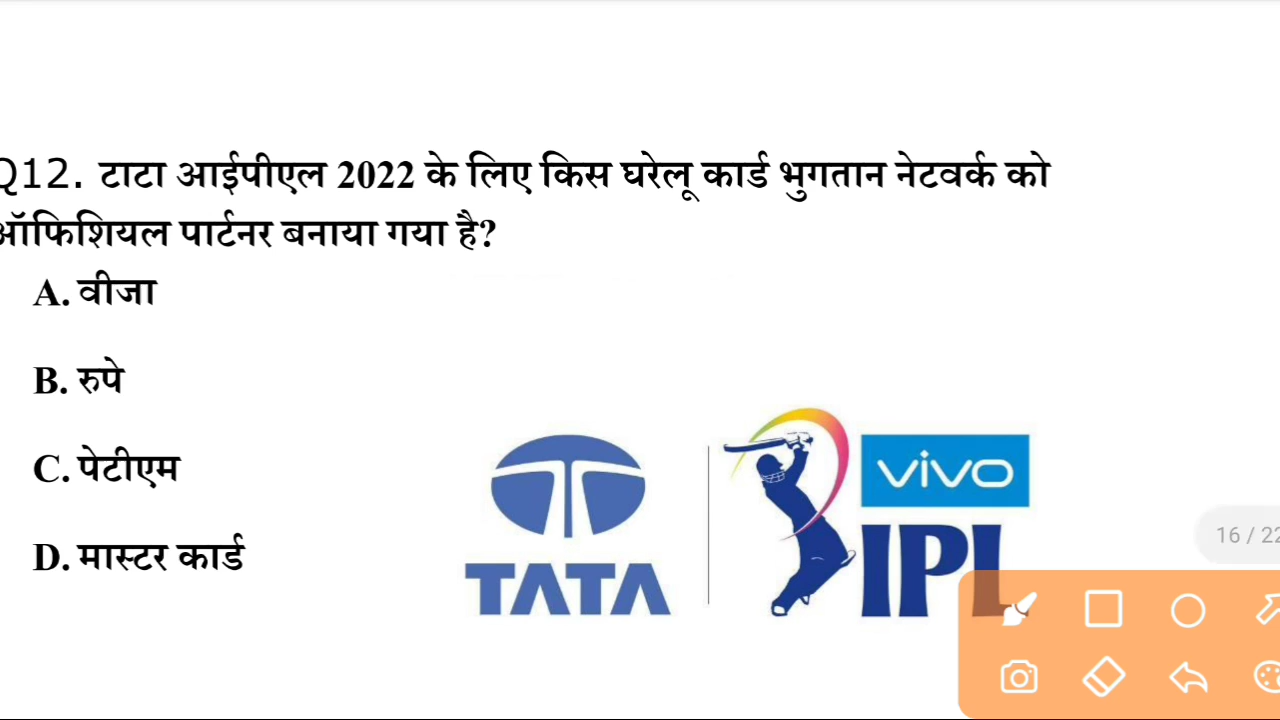 Q12. टाटा आईपीएल 2022 के लिए किस घरेलू कार्ड भुगतान नेटवर्क को
ऑफिशियल पार्टनर बनाया गया है?
A. वीजा
B. रुपे
C. पेटीएम
D. मास्टर कार्ड
TATA
vivo
IPL
16 / 22